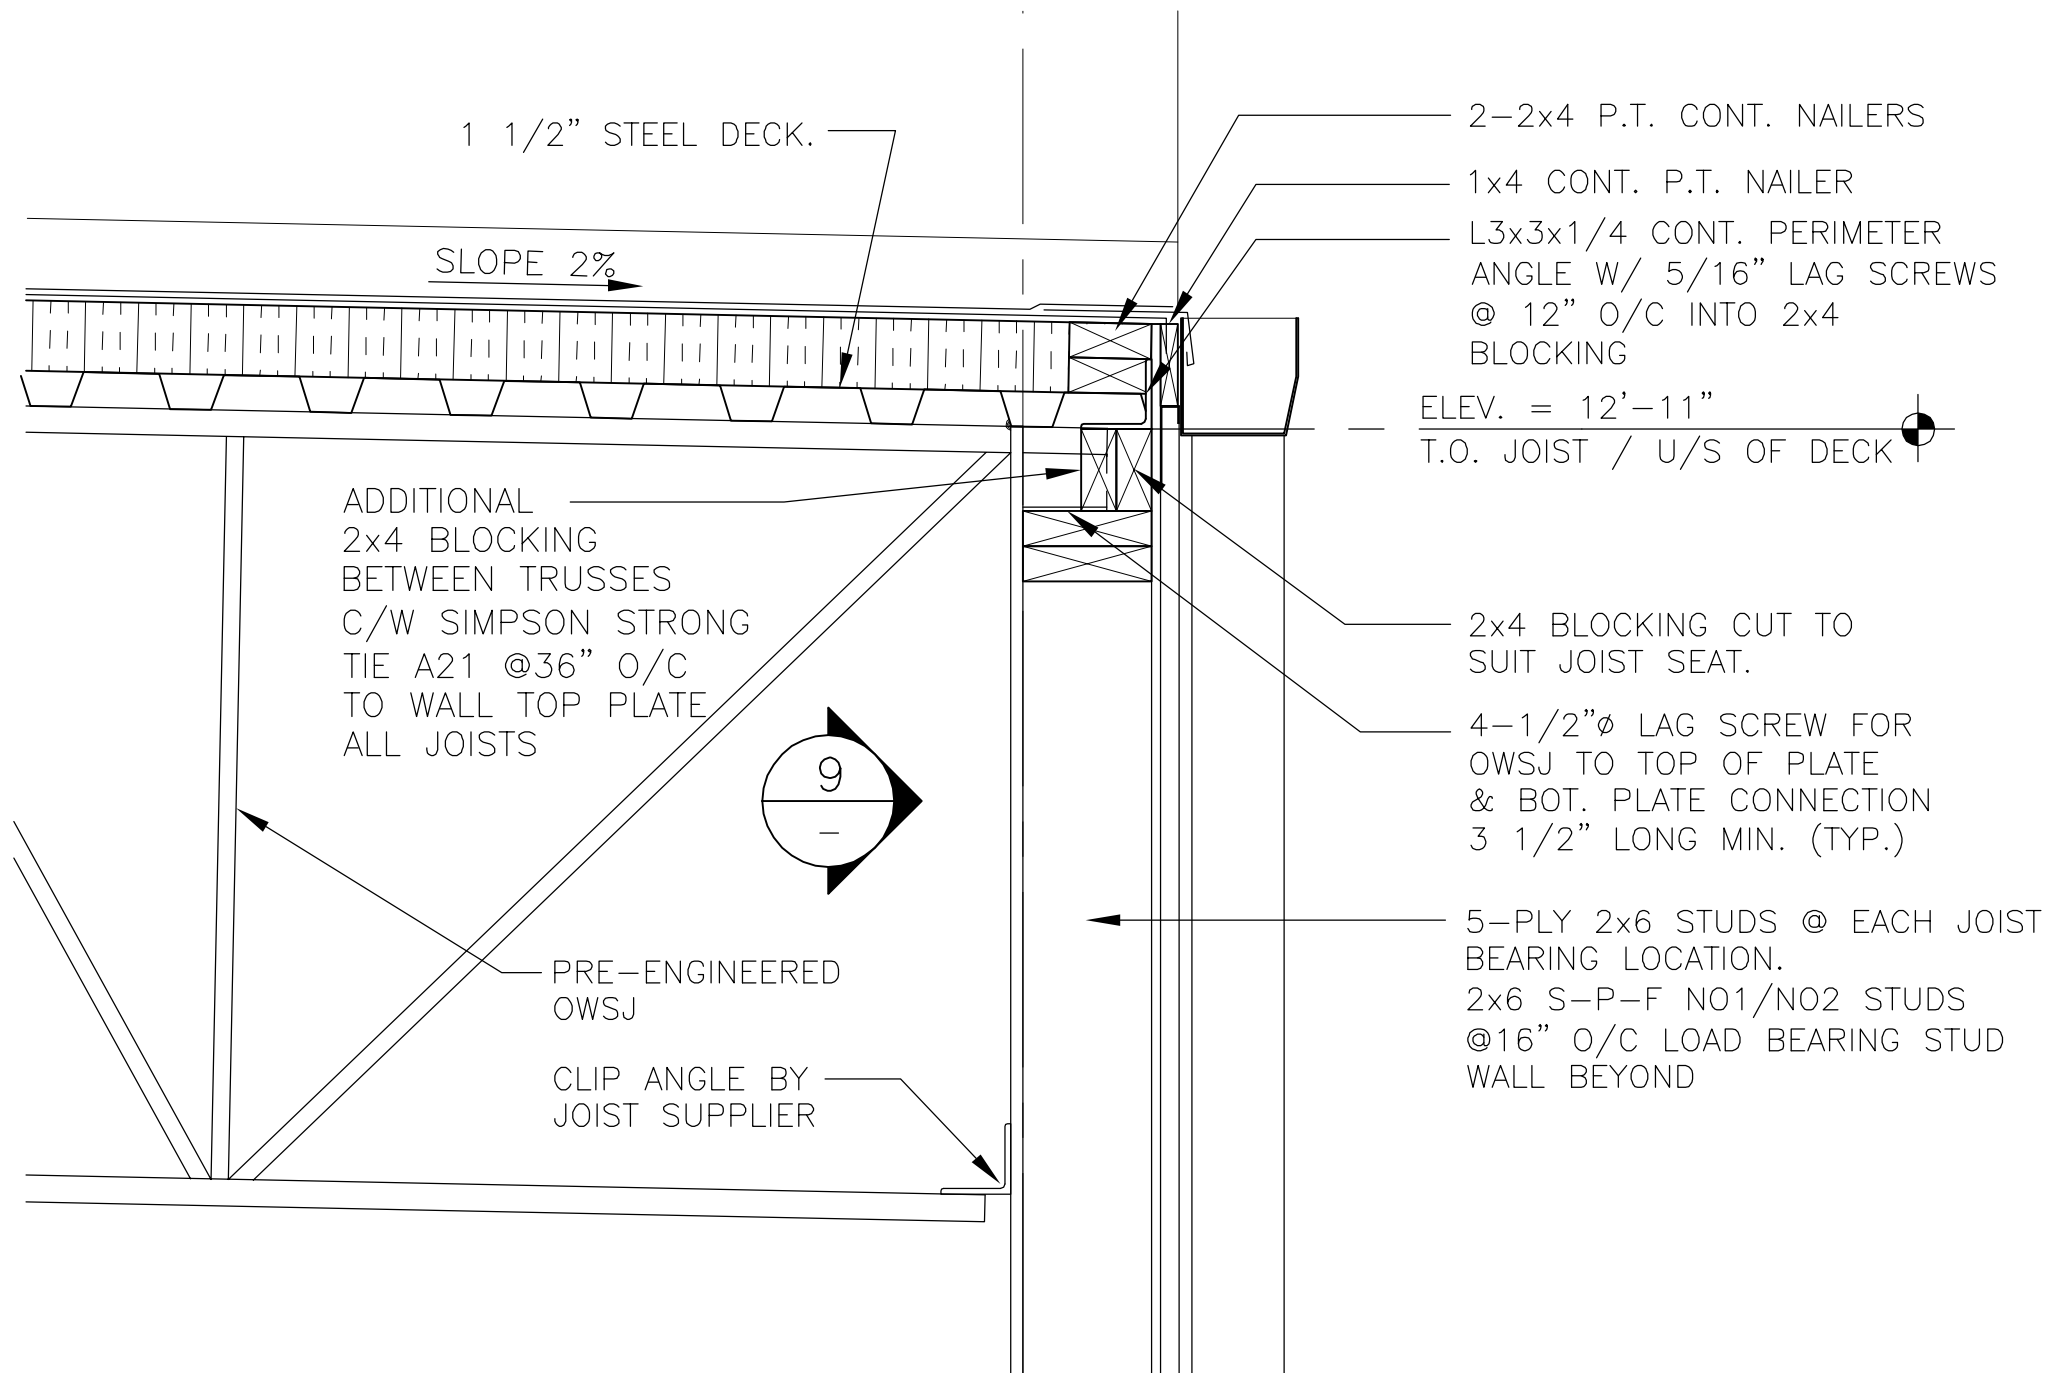 1 1/2” STEEL DECK.
SLOPE 2%
2-2x4 P.T. CONT. NAILERS
1x4 CONT. P.T. NAILER
L3x3x1/4 CONT. PERIMETER
ANGLE W/ 5/16” LAG SCREWS
@ 12” O/C INTO 2x4
BLOCKING
ELEV. = 12’-11”
T.O. JOIST / U/S OF DECK
ADDITIONAL
2x4 BLOCKING
BETWEEN TRUSSES
C/W SIMPSON STRONG
TIE A21 @36” O/C
TO WALL TOP PLATE
ALL JOISTS
2x4 BLOCKING CUT TO
SUIT JOIST SEAT.
4-1/2”ø LAG SCREW FOR
OWSJ TO TOP OF PLATE
& BOT. PLATE CONNECTION
3 1/2” LONG MIN. (TYP.)
9
-
5-PLY 2x6 STUDS @ EACH JOIST
BEARING LOCATION.
2x6 S-P-F NO1/NO2 STUDS
@16” O/C LOAD BEARING STUD
WALL BEYOND
PRE-ENGINEERED
OWSJ
CLIP ANGLE BY
JOIST SUPPLIER